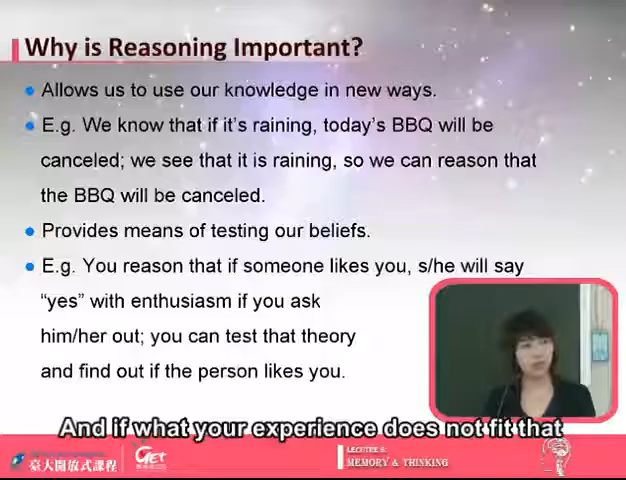 Why is Reasoning Important?
Allows us to use our knowledge in new ways.
E.g. We know that if it's raining, today's BBQ will be
canceled; we see that it is raining, so we can reason that
the BBQ will be canceled.
Provides means of testing our beliefs.
E.g. You reason that if someone likes you, s/he will say
"yes" with enthusiasm if you ask
him/her out; you can test that theory
and find out if the person likes you.
And if what your experience does not fit that
臺大開放式課程
GET
LECTURE 6:
MEMORY & THINKING